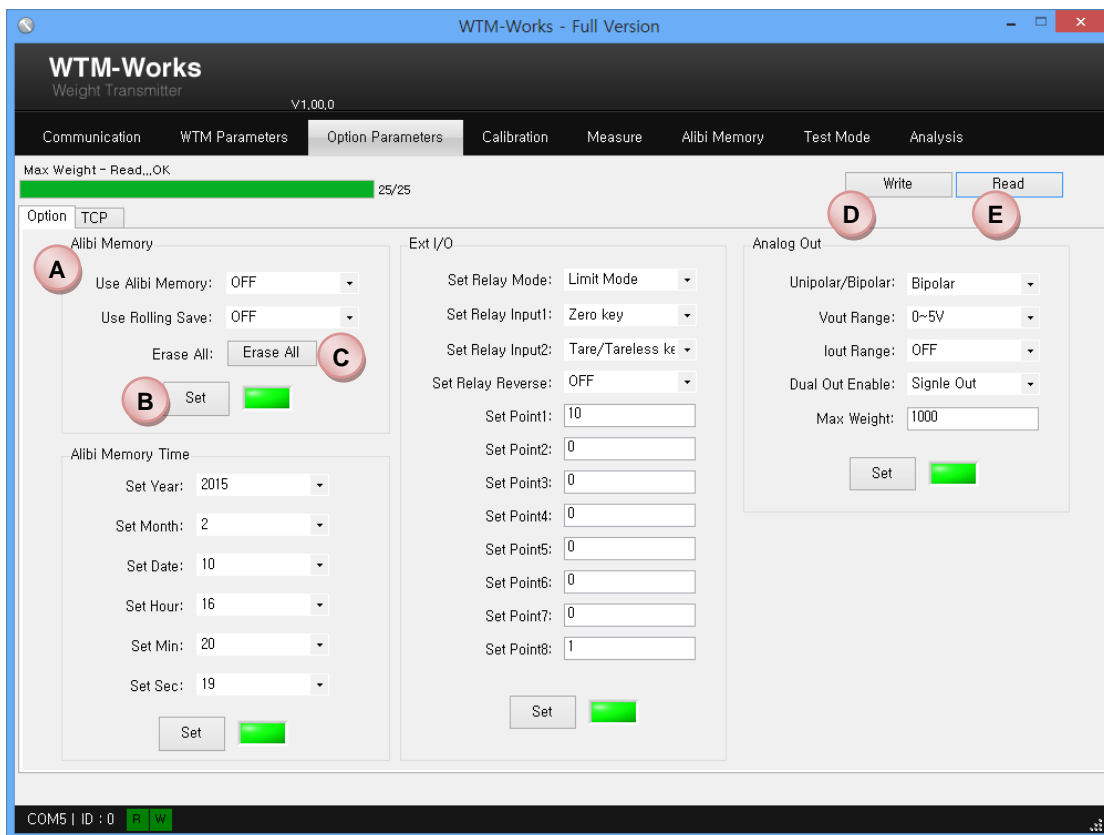 WTM-Works - Full Version
WTM-Works
Weight Transmitter
V1,00,0
Communication WTM Parameters Option Parameters Calibration Measure Alibi Memory Test Mode Analysis
Max Weight - Read,,,OK
25/25
Write Read
D E
Option TCP
Alibi Memory
A
Use Alibi Memory: OFF
Use Rolling Save: OFF
Erase All: Erase All
C
B
Set
Alibi Memory Time
Set Year: 2015
Set Month: 2
Set Date: 10
Set Hour: 16
Set Min: 20
Set Sec: 19
Set
Ext I/O
Set Relay Mode: Limit Mode
Set Relay Input1: Zero key
Set Relay Input2: Tare/Tareless ke
Set Relay Reverse: OFF
Set Point1: 10
Set Point2: 0
Set Point3: 0
Set Point4: 0
Set Point5: 0
Set Point6: 0
Set Point7: 0
Set Point8: 1
Set
Analog Out
Unipolar/Bipolar: Bipolar
Vout Range: 0~5V
Iout Range: OFF
Dual Out Enable: Signle Out
Max Weight: 1000
Set
COM5 | ID : 0 R W